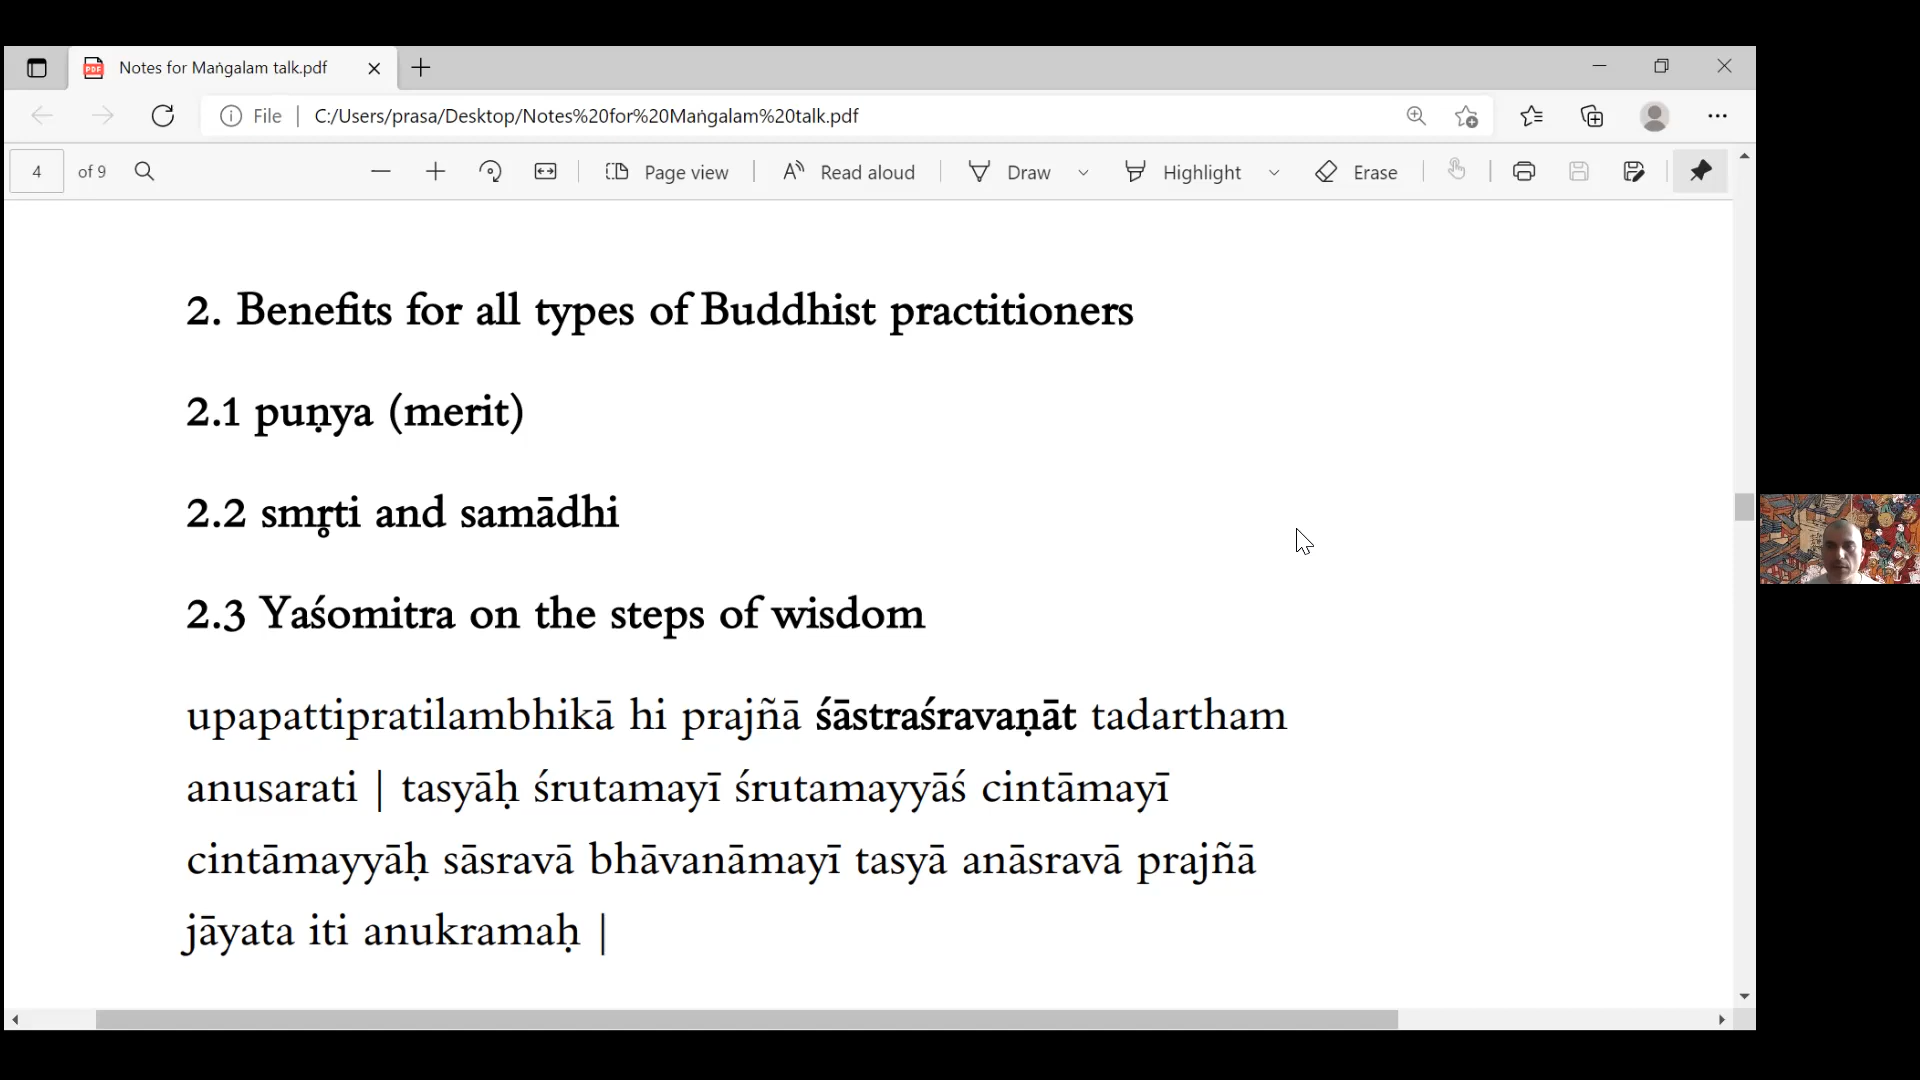 Notes for Maṅgalam talk.pdf
File C:/Users/prasa/Desktop/Notes%20for%20Maṅgalam%20talk.pdf
4 of 9 Page view Read aloud Draw Highlight Erase
2. Benefits for all types of Buddhist practitioners
2.1 puṇya (merit)
2.2 smr̥ti and samādhi
2.3 Yaśomitra on the steps of wisdom
upapattipratilambhikā hi prajñā śāstraśravaṇāt tadartham
anusarati | tasyāḥ śrutamayī śrutamayyāś cintāmayī
cintāmayyāḥ sāsravā bhāvanāmayī tasyā anāsravā prajñā
jāyata iti anukramaḥ |